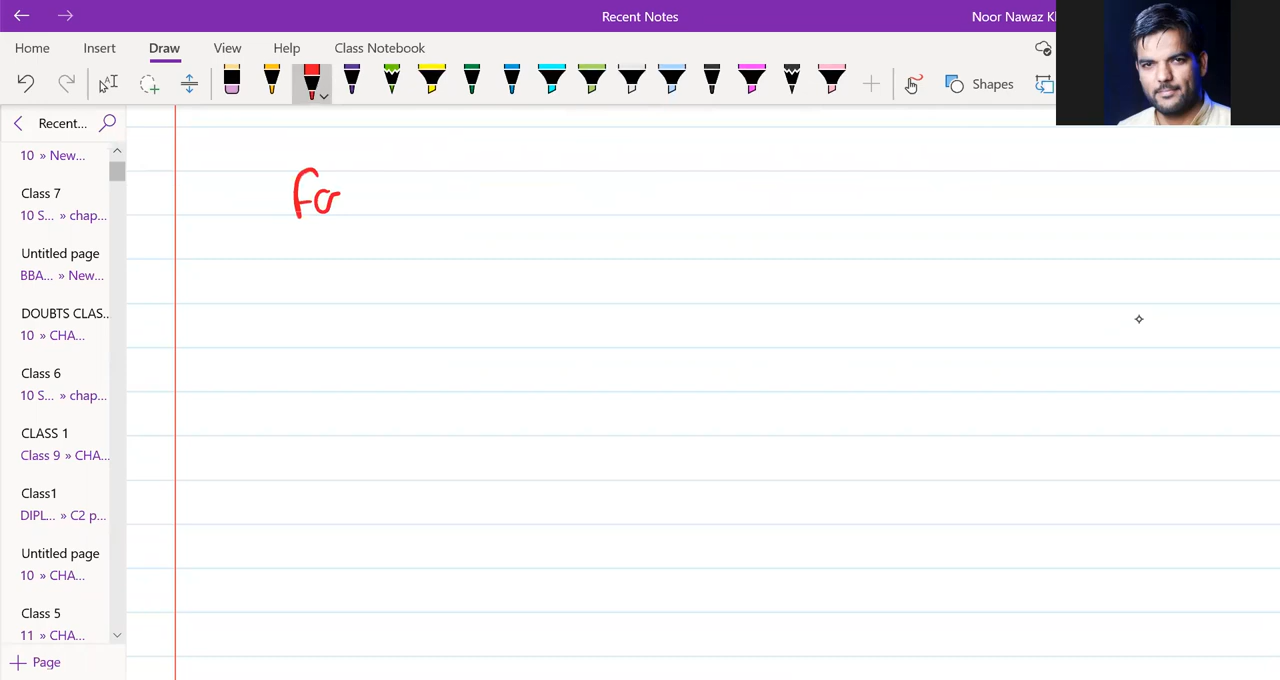 Recent Notes
Noor Nawaz Kh
Home Insert Draw View Help Class Notebook
Shapes
Recent...
10 » New...
Class 7
10 S... » chap...
Untitled page
BBA... » New...
DOUBTS CLAS..
10 » CHA...
Class 6
10 S... » chap...
CLASS 1
Class 9 » CHA...
Class1
DIPL... » C2 p...
Untitled page
10 » CHA...
Class 5
11 » CHA...
Page
Fo